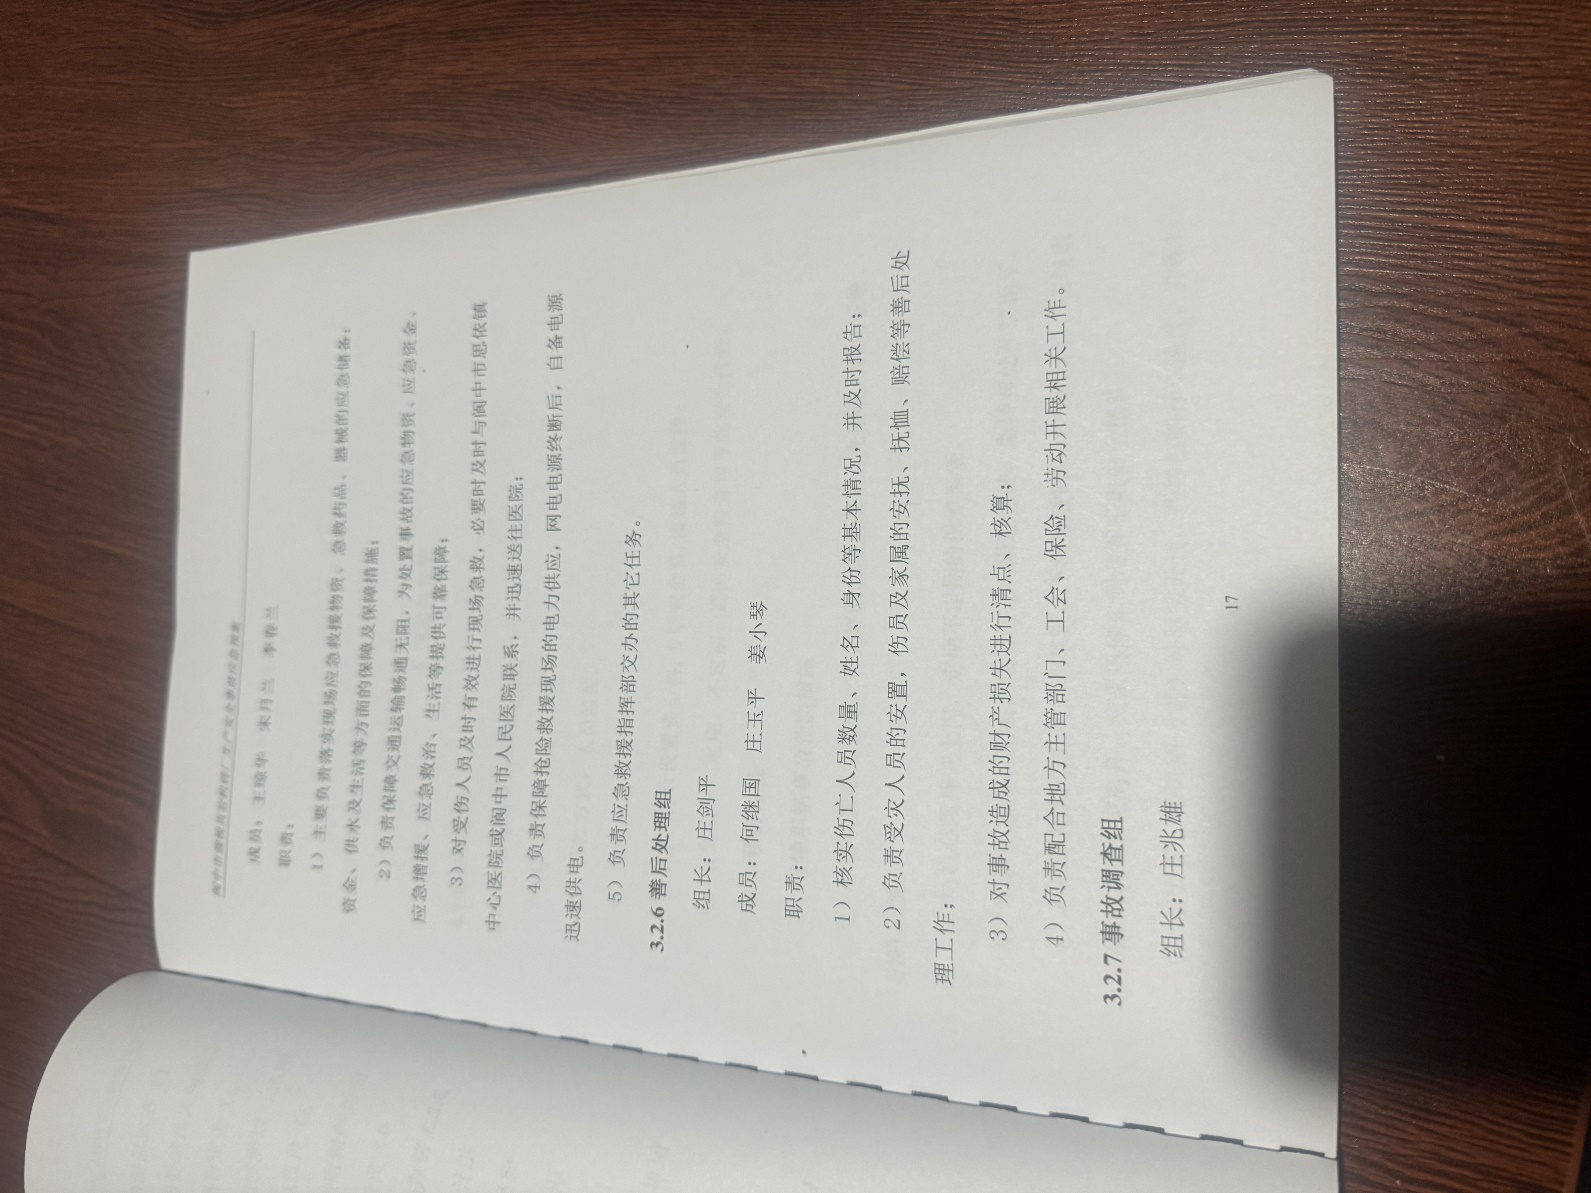 成员：王琼华 宋月兰 李春兰
职责：
1）主要负责落实现场应急救援物资、急救药品、器械的应急储备，
资金、供水及生活等方面的保障及保障措施；
2）负责保障交通运输畅通无阻，为处置事故的应急物资、应急资金、
应急增援、应急救治、生活等提供可靠保障；
3）对受伤人员及时有效进行现场急救，必要时及时与阆中市思依镇
中心医院或阆中市人民医院联系，并迅速送往医院；
4）负责保障抢险救援现场的电力供应，网电电源终断后，自备电源
迅速供电。
5）负责应急救援指挥部交办的其它任务。
3.2.6 善后处理组
组长：庄剑平
成员：何继国 庄玉平 姜小琴
职责：
1）核实伤亡人员数量、姓名、身份等基本情况，并及时报告；
2）负责受灾人员的安置，伤员及家属的安抚、抚恤、赔偿等善后处
理工作；
3）对事故造成的财产损失进行清点、核算；
4）负责配合地方主管部门、工会、保险、劳动开展相关工作。
3.2.7 事故调查组
组长：庄兆雄
17